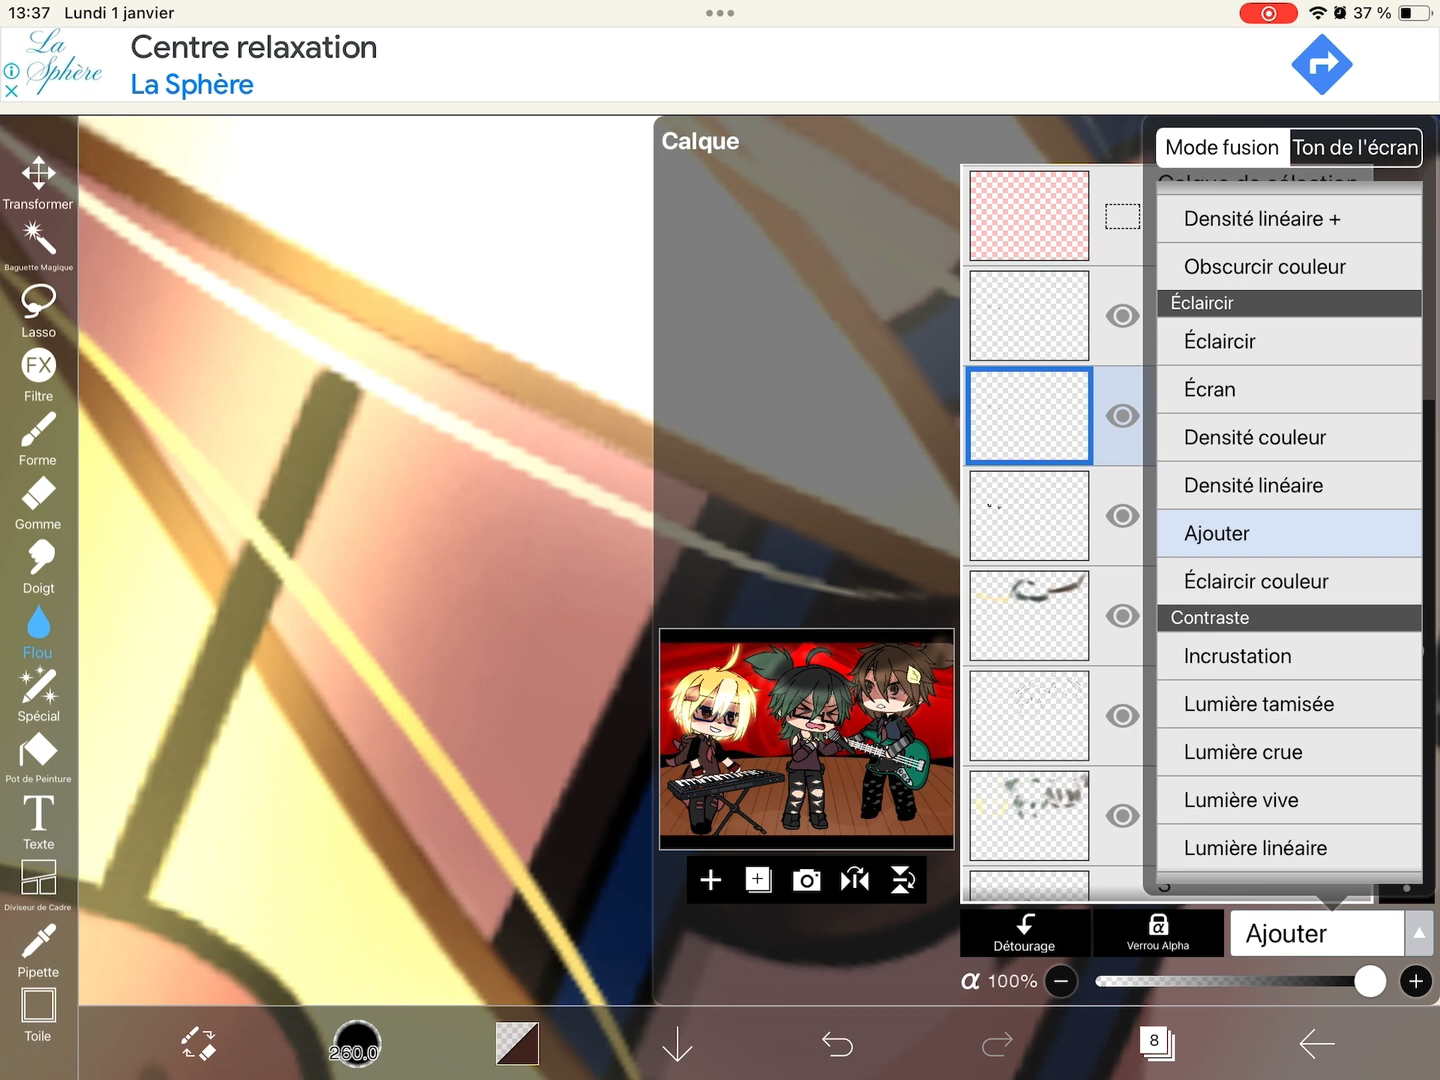 13:37 Lundi 1 janvier
37 %
La Sphère
Centre relaxation
La Sphère
Transformer
Baguette Magique
Lasso
FX
Filtre
Forme
Gomme
Doigt
Flou
Spécial
Pot de Peinture
T
Texte
Diviseur de Cadre
Pipette
Toile
Calque
Mode fusion
Ton de l'écran
Calque de sélection
Densité linéaire +
Obscurcir couleur
Éclaircir
Éclaircir
Écran
Densité couleur
Densité linéaire
Ajouter
Éclaircir couleur
Contraste
Incrustation
Lumière tamisée
Lumière crue
Lumière vive
Lumière linéaire
Détourage
α
Verrou Alpha
Ajouter
α 100%
260.0
8